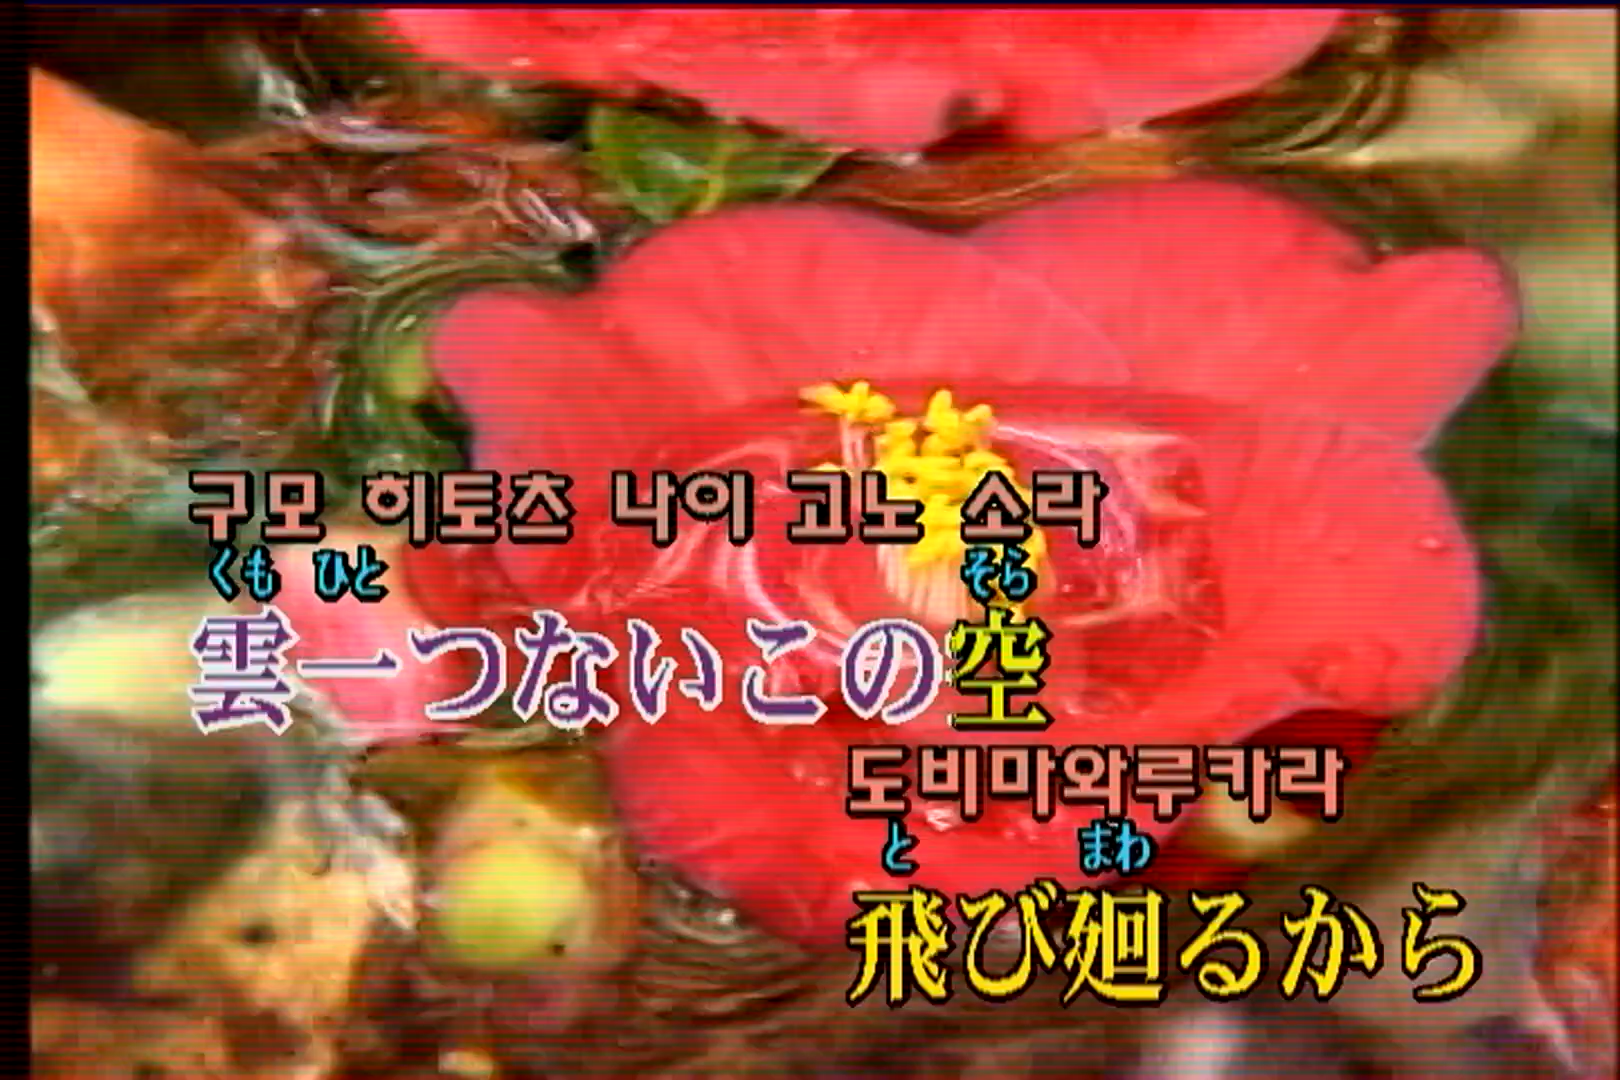 구모 히토츠 나이 고노 소라
くも ひと そら
雲一つないこの空
도비마와루카라
と まわ
飛び廻るから